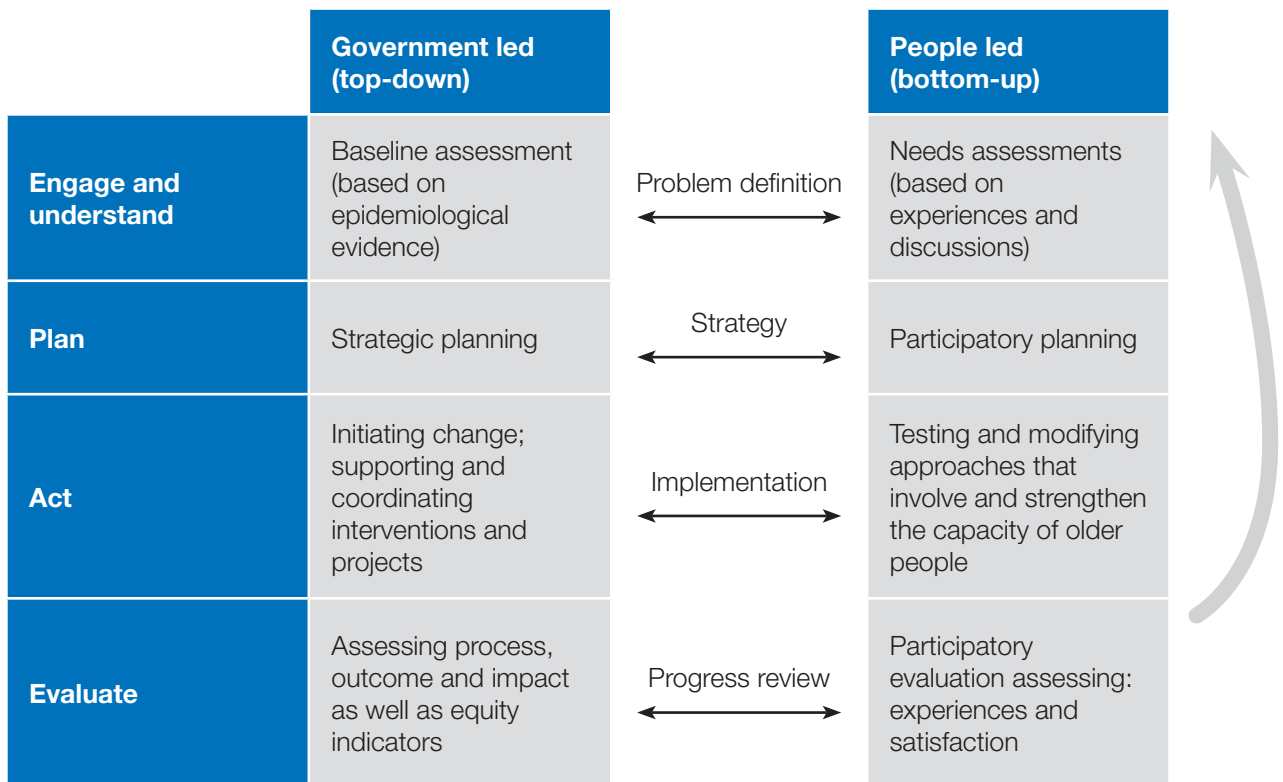 Government led
(top-down)
People led
(bottom-up)
Engage and
understand
Baseline assessment
(based on
epidemiological
evidence)
Problem definition
Needs assessments
(based on
experiences and
discussions)
Plan
Strategic planning
Strategy
Participatory planning
Act
Initiating change;
supporting and
coordinating
interventions and
projects
Implementation
Testing and modifying
approaches that
involve and strengthen
the capacity of older
people
Evaluate
Assessing process,
outcome and impact
as well as equity
indicators
Progress review
Participatory
evaluation assessing:
experiences and
satisfaction